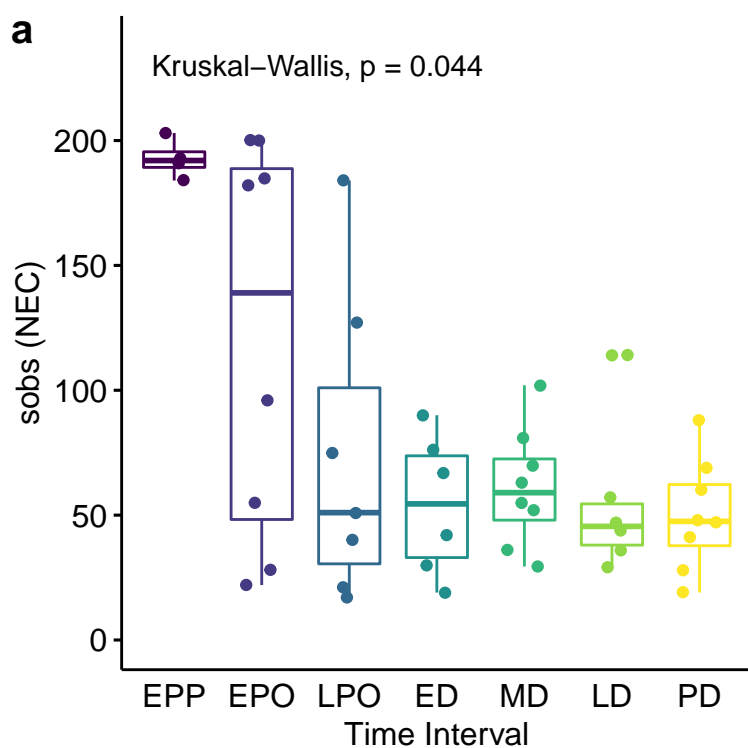 a
Kruskal–Wallis, p = 0.044
200
150
100
50
0
sobs (NEC)
EPP EPO LPO ED MD LD PD
Time Interval